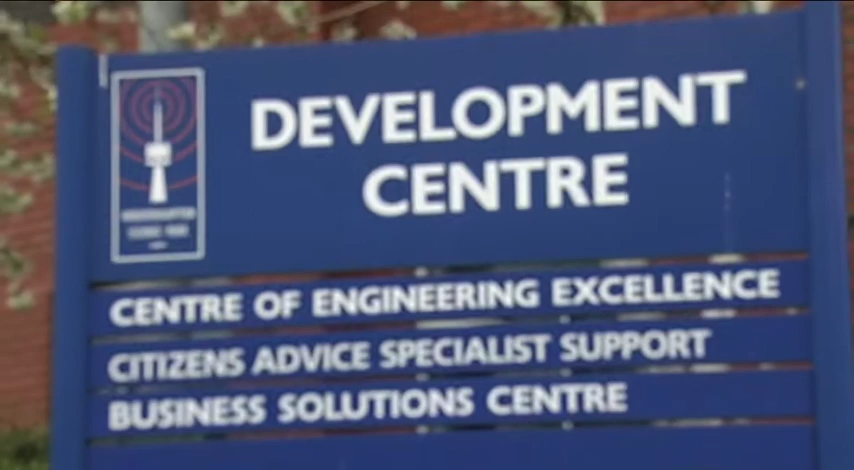 DEVELOPMENT
CENTRE
CENTRE OF ENGINEERING EXCELLENCE
CITIZENS ADVICE SPECIALIST SUPPORT
BUSINESS SOLUTIONS CENTRE